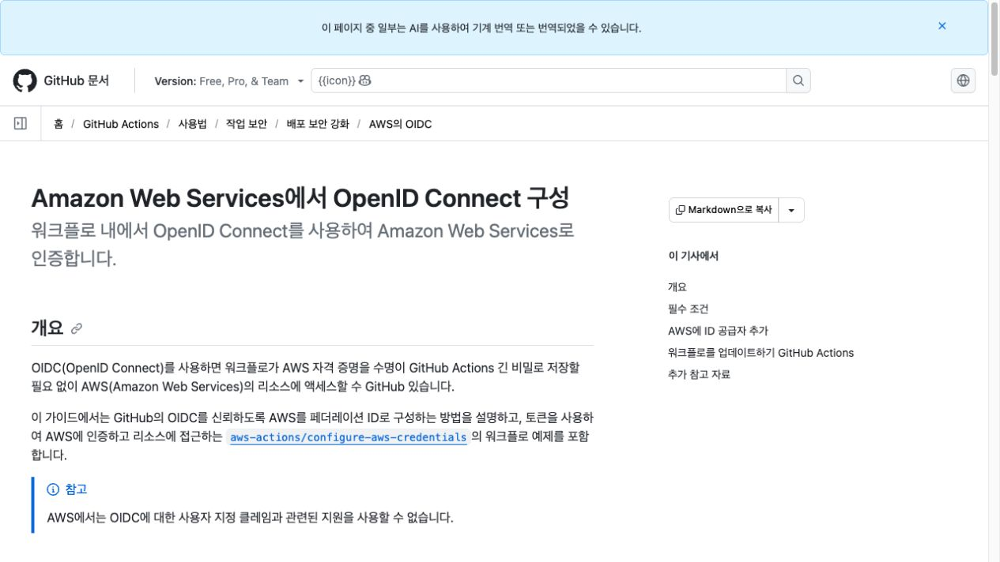 이 페이지 중 일부는 AI를 사용하여 기계 번역 또는 번역되었을 수 있습니다.
GitHub 문서
Version: Free, Pro, & Team
{{icon}}
홈 / GitHub Actions / 사용법 / 작업 보안 / 배포 보안 강화 / AWS의 OIDC
Amazon Web Services에서 OpenID Connect 구성
워크플로 내에서 OpenID Connect를 사용하여 Amazon Web Services로
인증합니다.
개요
OIDC(OpenID Connect)를 사용하면 워크플로가 AWS 자격 증명을 수명이 GitHub Actions 긴 비밀로 저장할
필요 없이 AWS(Amazon Web Services)의 리소스에 액세스할 수 GitHub 있습니다.
이 가이드에서는 GitHub의 OIDC를 신뢰하도록 AWS를 페더레이션 ID로 구성하는 방법을 설명하고, 토큰을 사용하
여 AWS에 인증하고 리소스에 접근하는 aws-actions/configure-aws-credentials의 워크플로 예제를 포함
합니다.
참고
AWS에서는 OIDC에 대한 사용자 지정 클레임과 관련된 지원을 사용할 수 없습니다.
Markdown으로 복사
이 기사에서
개요
필수 조건
AWS에 ID 공급자 추가
워크플로를 업데이트하기 GitHub Actions
추가 참고 자료